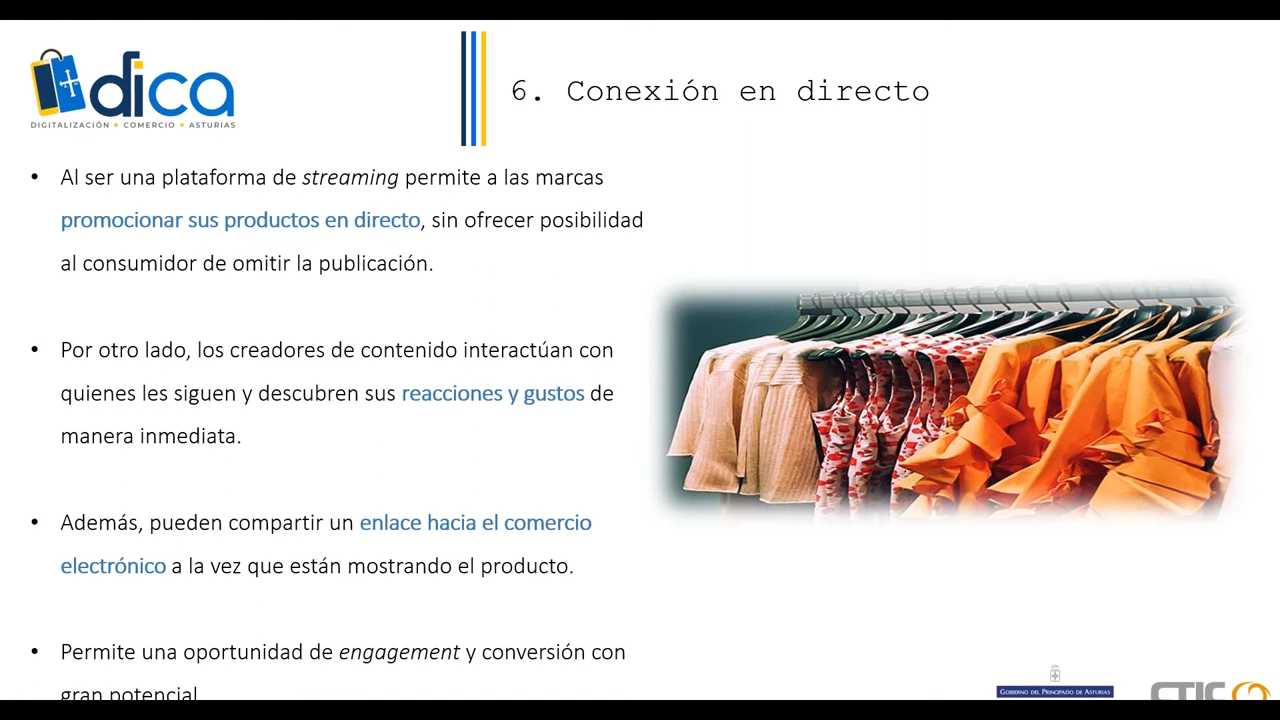 dica
DIGITALIZACIÓN • COMERCIO • ASTURIAS
6. Conexión en directo
• Al ser una plataforma de streaming permite a las marcas
promocionar sus productos en directo, sin ofrecer posibilidad
al consumidor de omitir la publicación.
• Por otro lado, los creadores de contenido interactúan con
quienes les siguen y descubren sus reacciones y gustos de
manera inmediata.
• Además, pueden compartir un enlace hacia el comercio
electrónico a la vez que están mostrando el producto.
• Permite una oportunidad de engagement y conversión con
gran potencial
GOBIERNO DEL PRINCIPADO DE ASTURIAS
CTIC